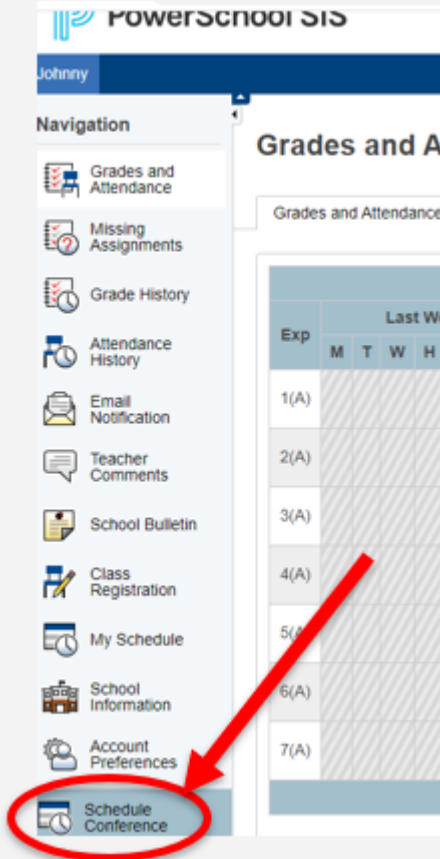 PowerSchool SIS
Johnny
Navigation
Grades and
Attendance
Missing
Assignments
Grade History
Attendance
History
Email
Notification
Teacher
Comments
School Bulletin
Class
Registration
My Schedule
School
Information
Account
Preferences
Schedule
Conference
Grades and A
Grades and Attendance
Exp
Last We
M T W H
1(A)
2(A)
3(A)
4(A)
5(A
6(A)
7(A)